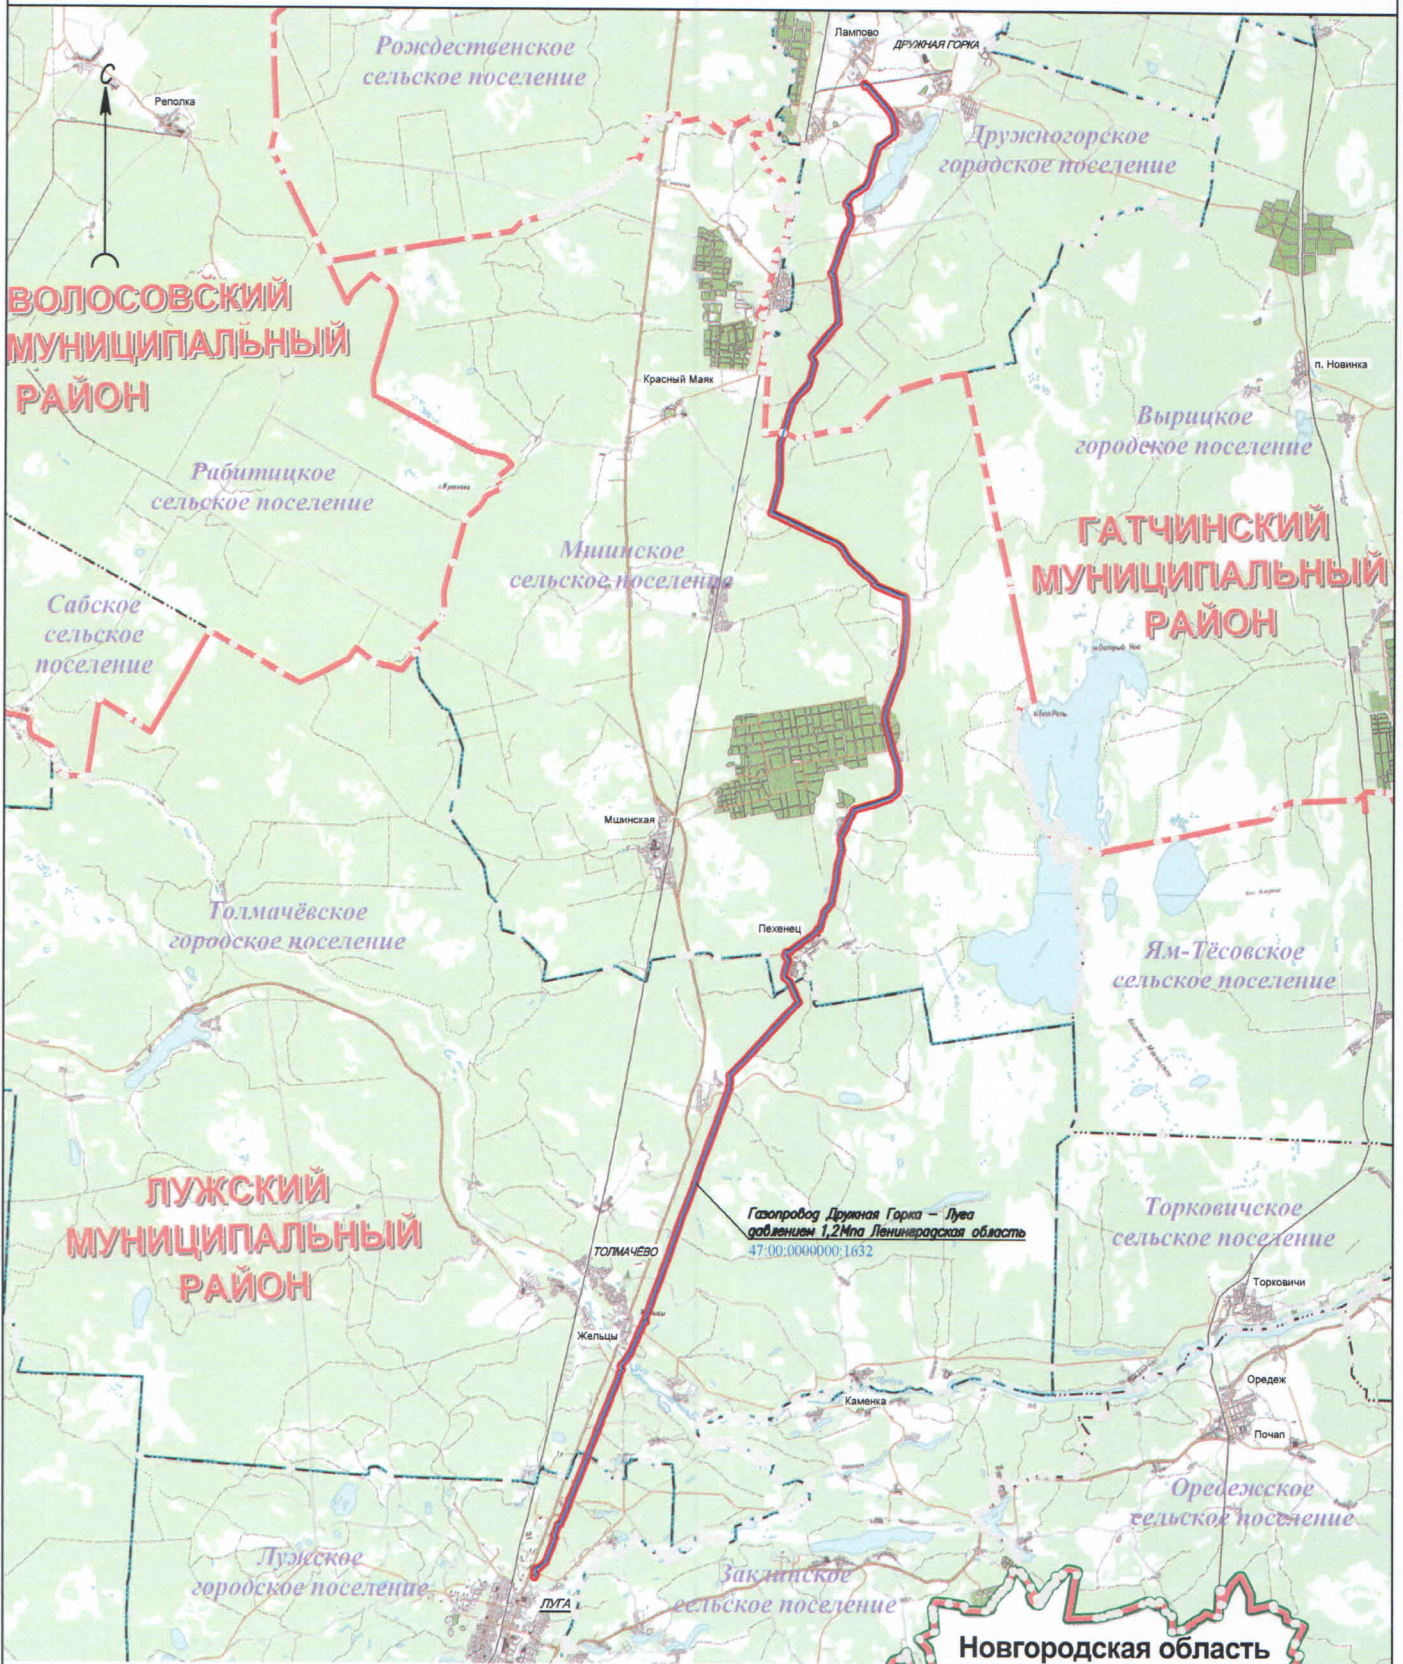 Рождественское
сельское поселение
Лампово
ДРУЖНАЯ ГОРКА
С
Реполка
Дружногорское
городское поселение
ВОЛОСОВСКИЙ
МУНИЦИПАЛЬНЫЙ
РАЙОН
Красный Маяк
п. Новинка
Вырицкое
городское поселение
Рабитицкое
сельское поселение
ГАТЧИНСКИЙ
МУНИЦИПАЛЬНЫЙ
РАЙОН
Мшинское
сельское поселение
Сабское
сельское
поселение
Мшинская
Толмачёвское
городское поселение
Пехенец
Ям-Тёсовское
сельское поселение
ЛУЖСКИЙ
МУНИЦИПАЛЬНЫЙ
РАЙОН
Газопровод Дружная Горка – Луга
давлением 1,2Мпа Ленинградская область
47:00:0000000:1632
Торковичское
сельское поселение
ТОЛМАЧЁВО
Торковичи
Жельцы
Оредеж
Каменка
Почап
Оредежское
сельское поселение
Лужское
городское поселение
Заклинское
сельское поселение
ЛУГА
Новгородская область